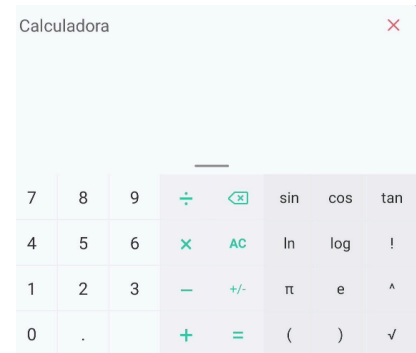 Calculadora ×
7 8 9 ÷ sin cos tan
4 5 6 × AC ln log !
1 2 3 − +/- π e ^
0 . + = ( ) √